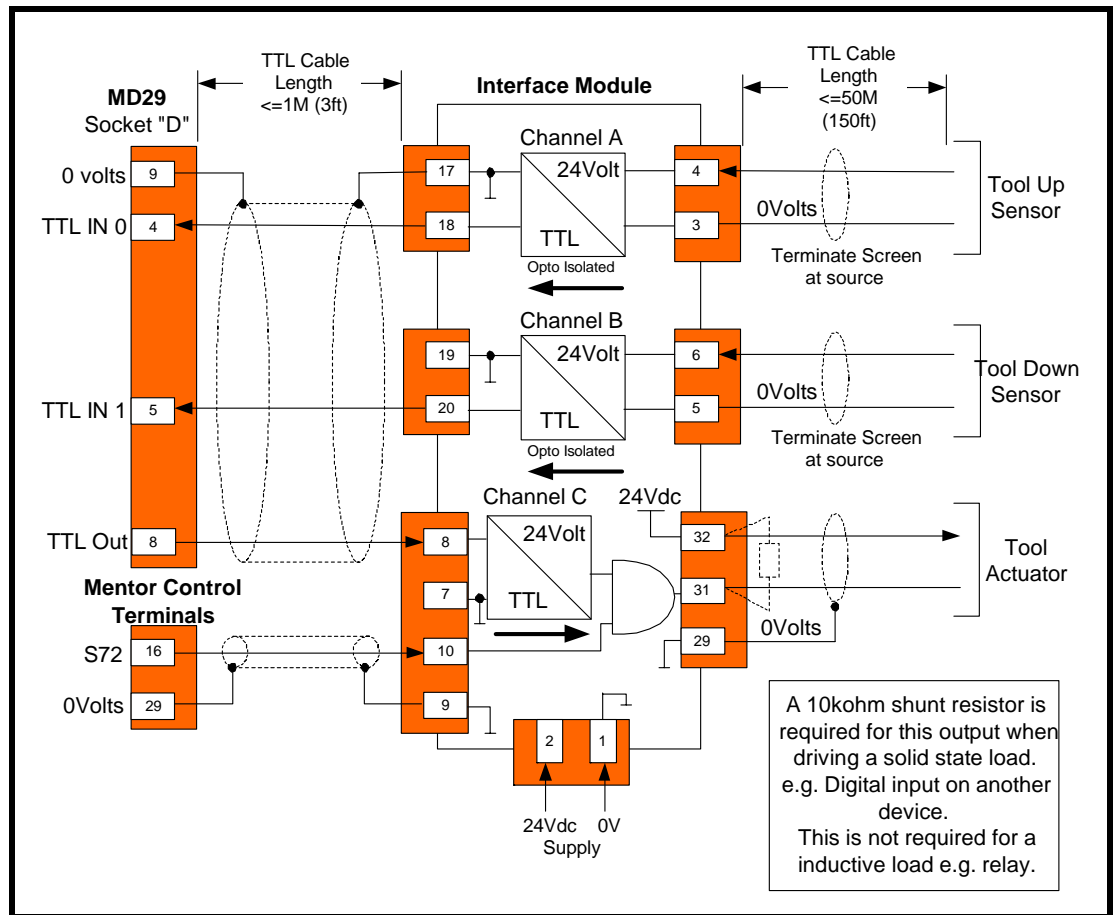 TTL Cable
Length
<=1M (3ft)
TTL Cable
Length
<=50M
(150ft)
MD29
Socket "D"
Interface Module
Channel A
0 volts
9
17
24Volt
4
Tool Up
Sensor
TTL IN 0
4
18
TTL
3
0Volts
Opto Isolated
Terminate Screen
at source
Channel B
19
24Volt
6
Tool Down
Sensor
TTL IN 1
5
20
TTL
5
0Volts
Opto Isolated
Terminate Screen
at source
Channel C
24Vdc
TTL Out
8
8
24Volt
32
Tool
Actuator
Mentor Control
Terminals
7
TTL
31
0Volts
S72
16
10
29
0Volts
29
9
2
1
24Vdc
0V
Supply
A 10kohm shunt resistor is
required for this output when
driving a solid state load.
e.g. Digital input on another
device.
This is not required for a
inductive load e.g. relay.